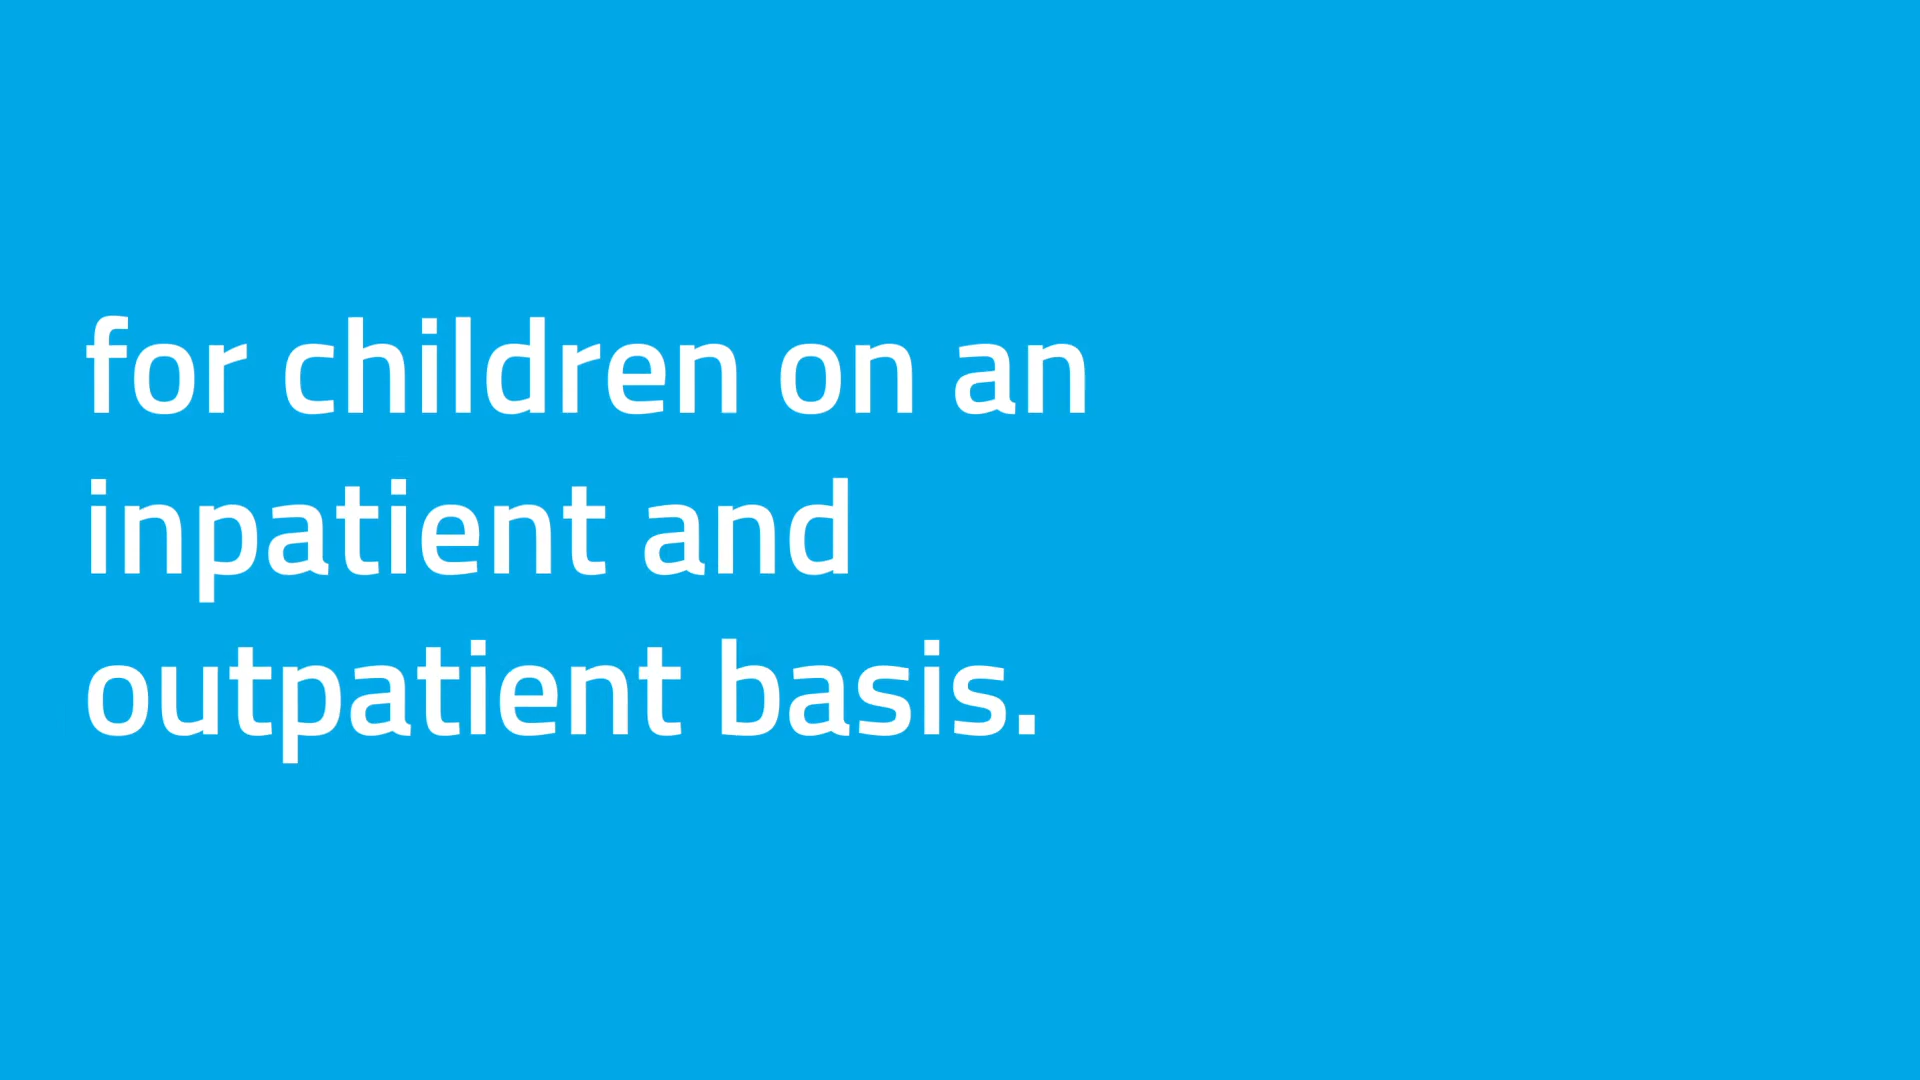 for children on an
inpatient and
outpatient basis.